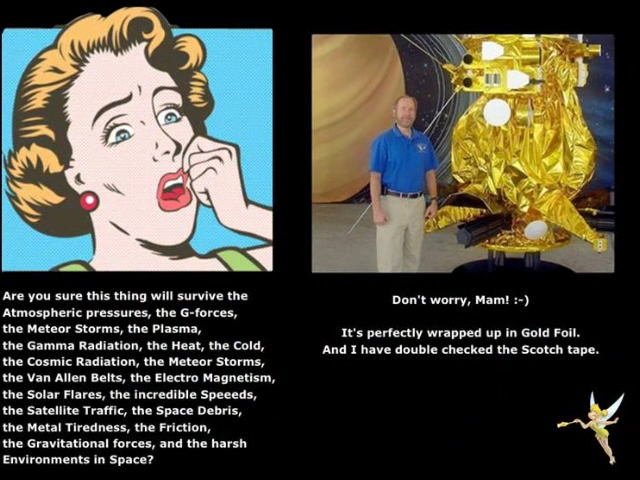 Are you sure this thing will survive the
Atmospheric pressures, the G-forces,
the Meteor Storms, the Plasma,
the Gamma Radiation, the Heat, the Cold,
the Cosmic Radiation, the Meteor Storms,
the Van Allen Belts, the Electro Magnetism,
the Solar Flares, the incredible Speeeds,
the Satellite Traffic, the Space Debris,
the Metal Tiredness, the Friction,
the Gravitational forces, and the harsh
Environments in Space?
Don't worry, Mam! :-)
It's perfectly wrapped up in Gold Foil.
And I have double checked the Scotch tape.